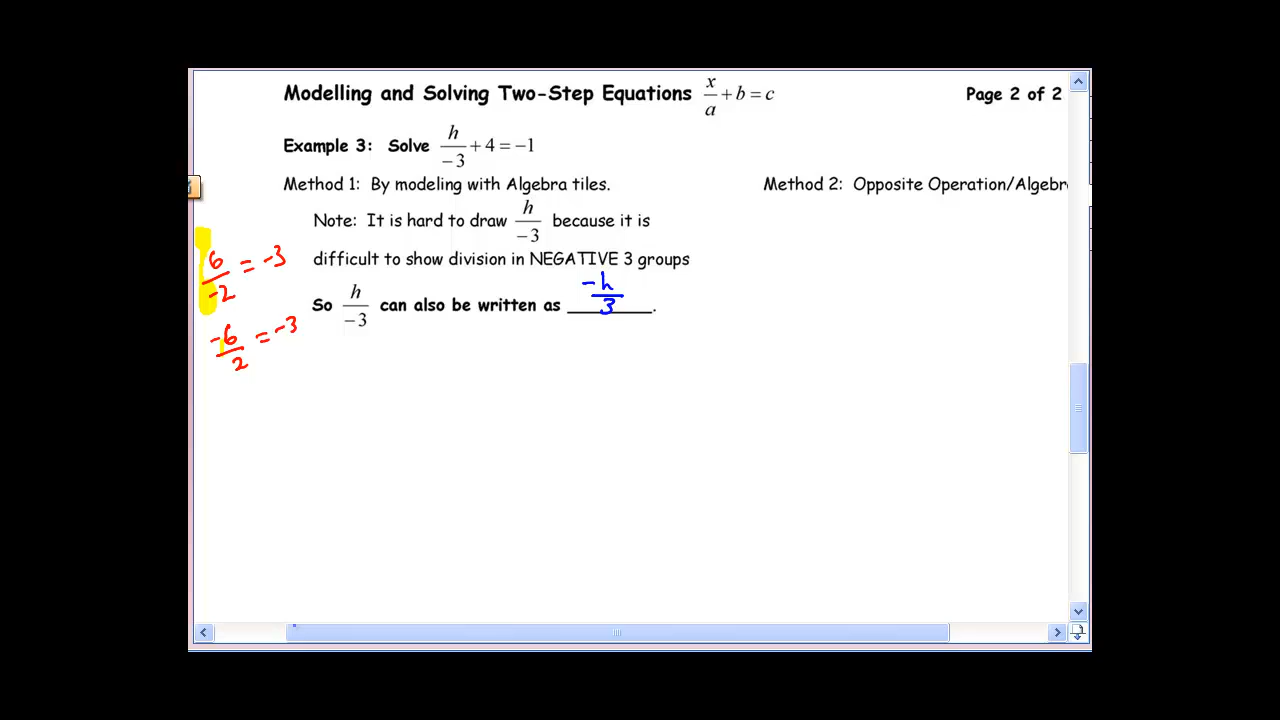 Modelling and Solving Two-Step Equations x/a + b = c Page 2 of 2
Example 3: Solve h/−3 + 4 = −1
Method 1: By modeling with Algebra tiles. Method 2: Opposite Operation/Algebr
Note: It is hard to draw h/−3 because it is
difficult to show division in NEGATIVE 3 groups
6/-2 = -3
So h/−3 can also be written as -h/3.
-6/2 = -3